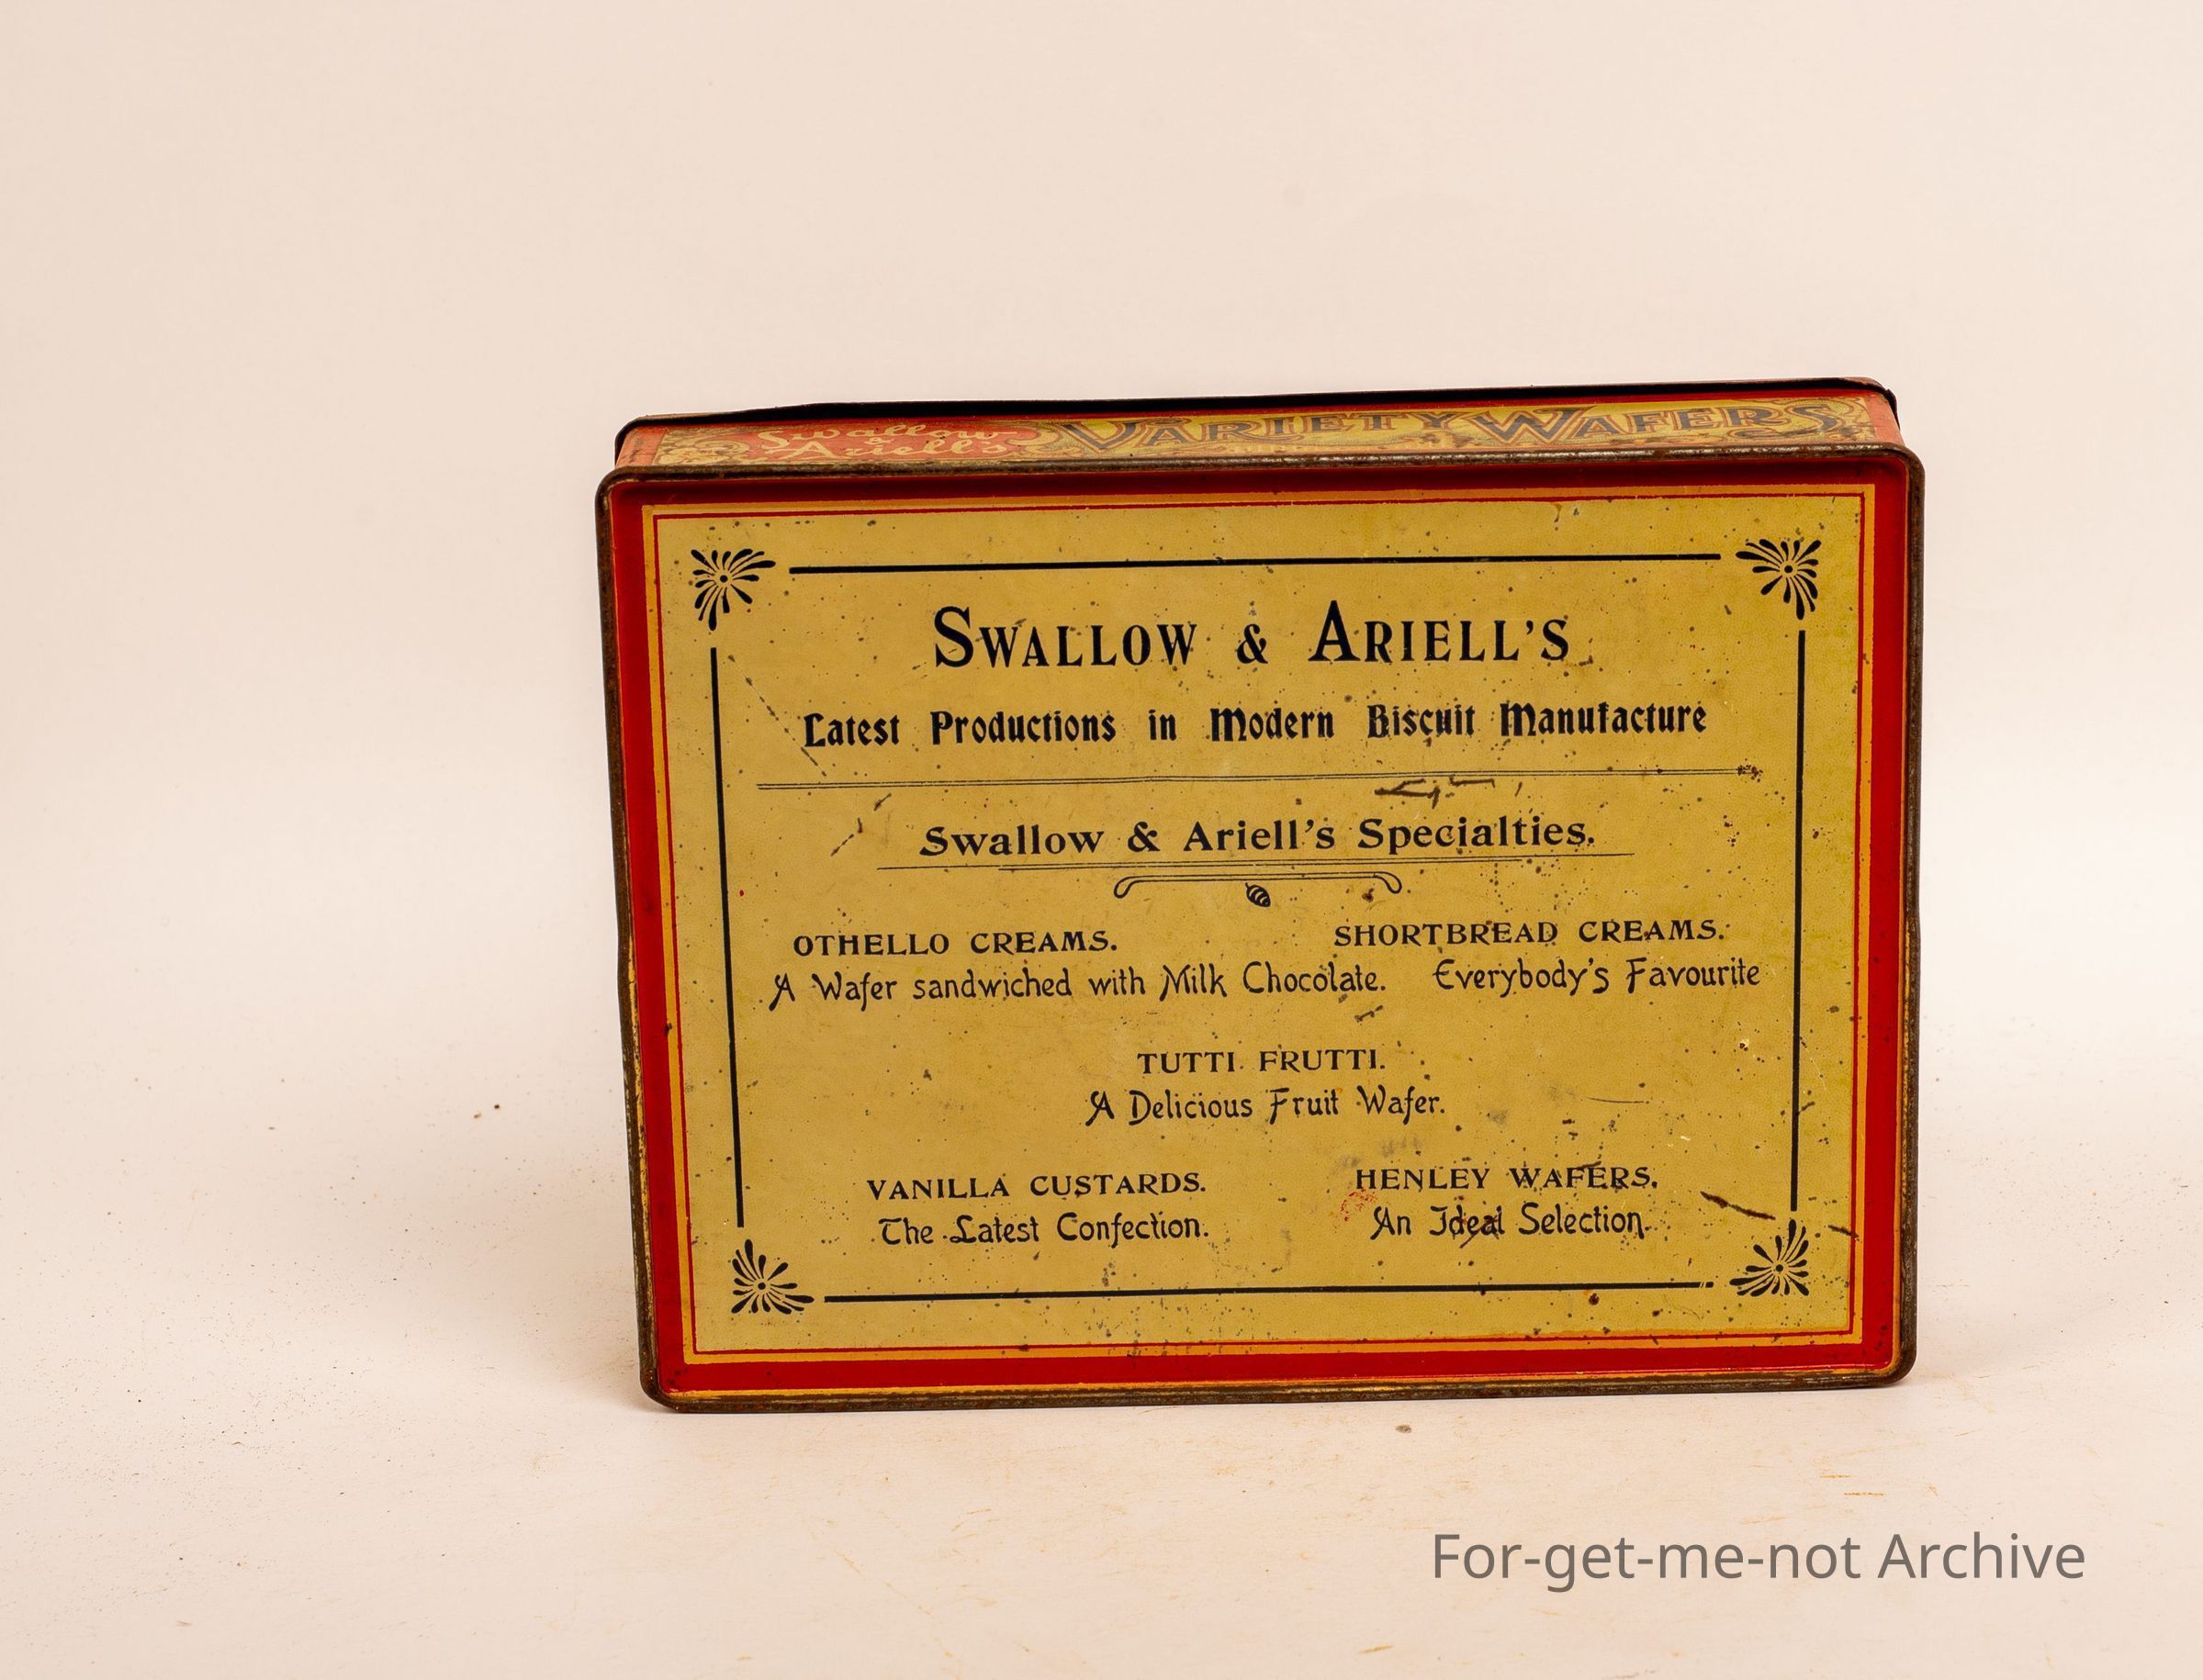 Swallow
&
Ariell's
VARIETY WAFERS
SWALLOW & ARIELL'S
Latest Productions in Modern Biscuit Manufacture
Swallow & Ariell's Specialties.
OTHELLO CREAMS. SHORTBREAD CREAMS.
A Wafer sandwiched with Milk Chocolate. Everybody's Favourite
TUTTI FRUTTI.
A Delicious Fruit Wafer.
VANILLA CUSTARDS. HENLEY WAFERS.
The Latest Confection. An Ideal Selection.
For-get-me-not Archive